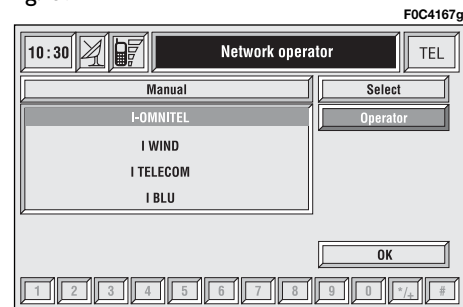 F0C4167g
10:30 Network operator TEL
Manual Select
I-OMNITEL Operator
I WIND
I TELECOM
I BLU
OK
1 2 3 4 5 6 7 8 9 0 */+ #